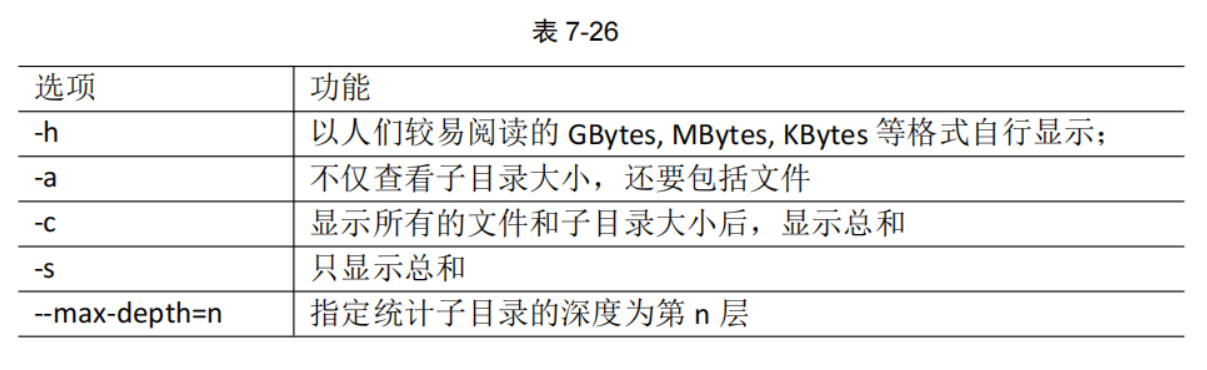 表 7-26
选项 功能
-h 以人们较易阅读的 GBytes, MBytes, KBytes 等格式自行显示；
-a 不仅查看子目录大小，还要包括文件
-c 显示所有的文件和子目录大小后，显示总和
-s 只显示总和
--max-depth=n 指定统计子目录的深度为第 n 层